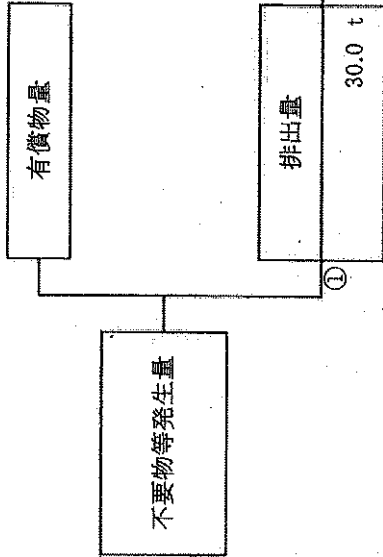 不要物等発生量
有償物量
①
排出量
30.0 t